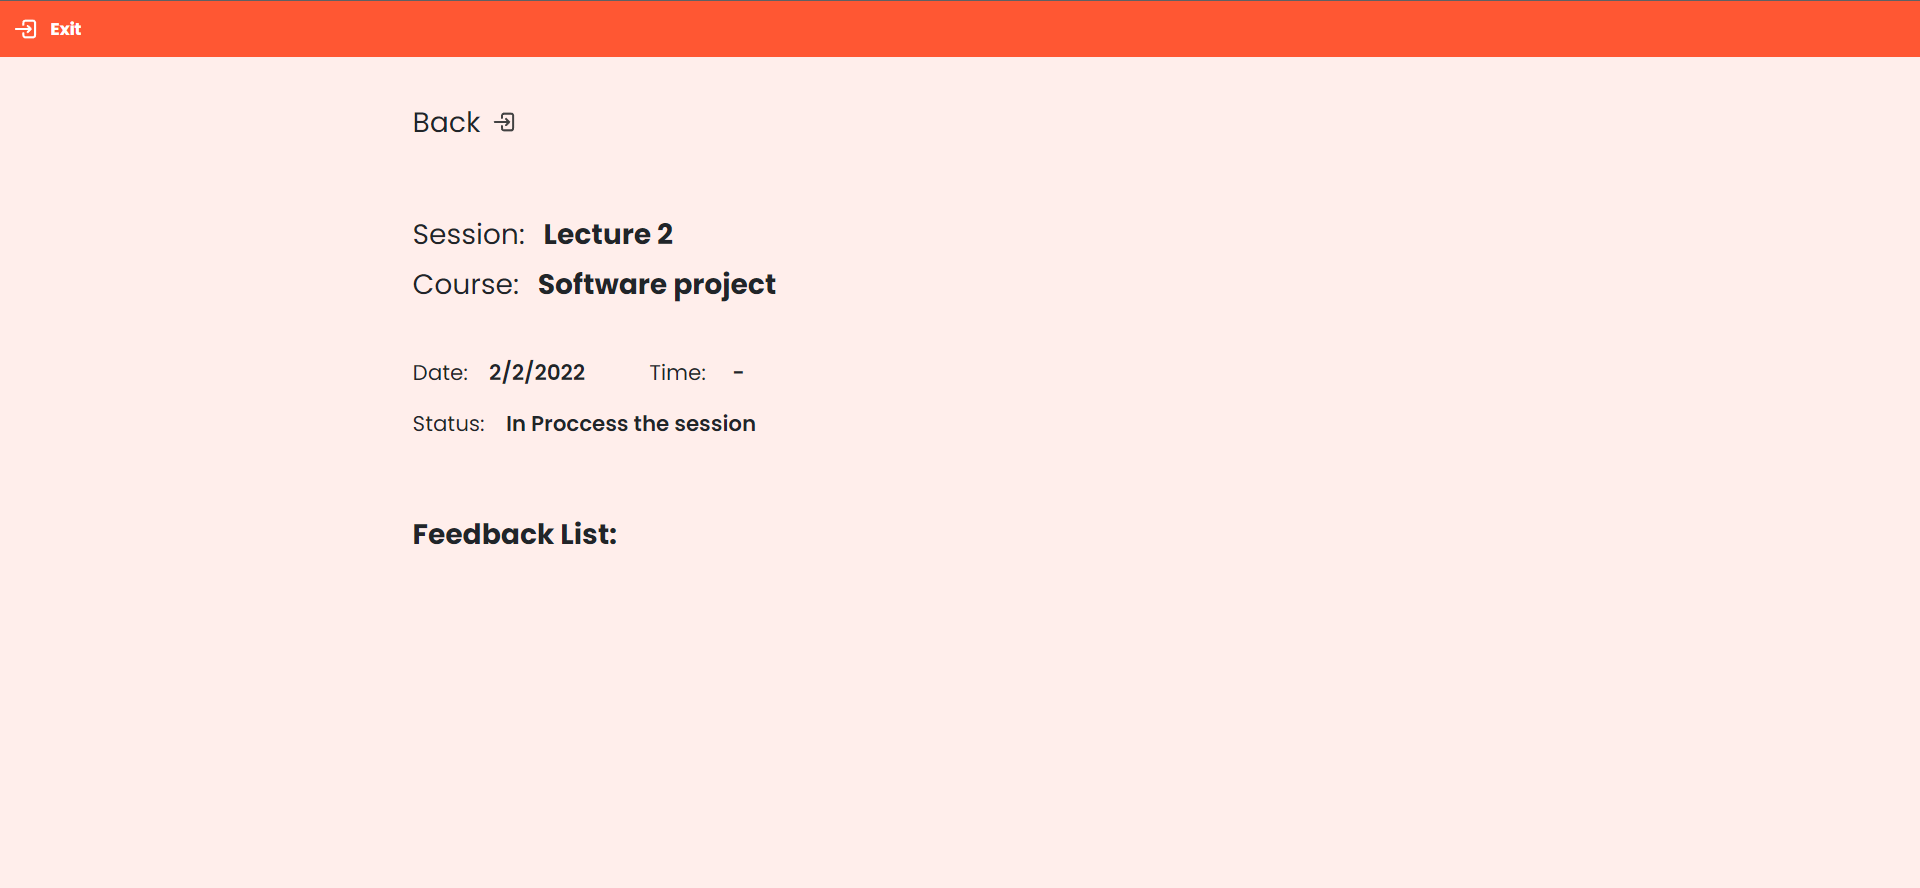 Exit
Back
Session: Lecture 2
Course: Software project
Date: 2/2/2022 Time: -
Status: In Proccess the session
Feedback List: